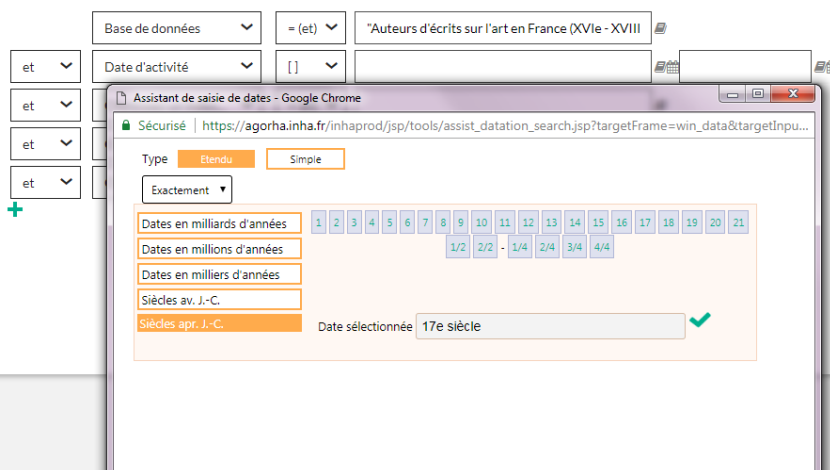 Base de données = (et) "Auteurs d'écrits sur l'art en France (XVIe - XVIII
et Date d'activité [ ]
Assistant de saisie de dates - Google Chrome
et
Sécurisé | https://agorha.inha.fr/inhaprod/jsp/tools/assist_datation_search.jsp?targetFrame=win_data&targetInpu...
et
Type Etendu Simple
et
Exactement
Dates en milliards d'années 1 2 3 4 5 6 7 8 9 10 11 12 13 14 15 16 17 18 19 20 21
Dates en millions d'années 1/2 2/2 - 1/4 2/4 3/4 4/4
Dates en milliers d'années
Siècles av. J.-C.
Siècles apr. J.-C. Date sélectionnée 17e siècle